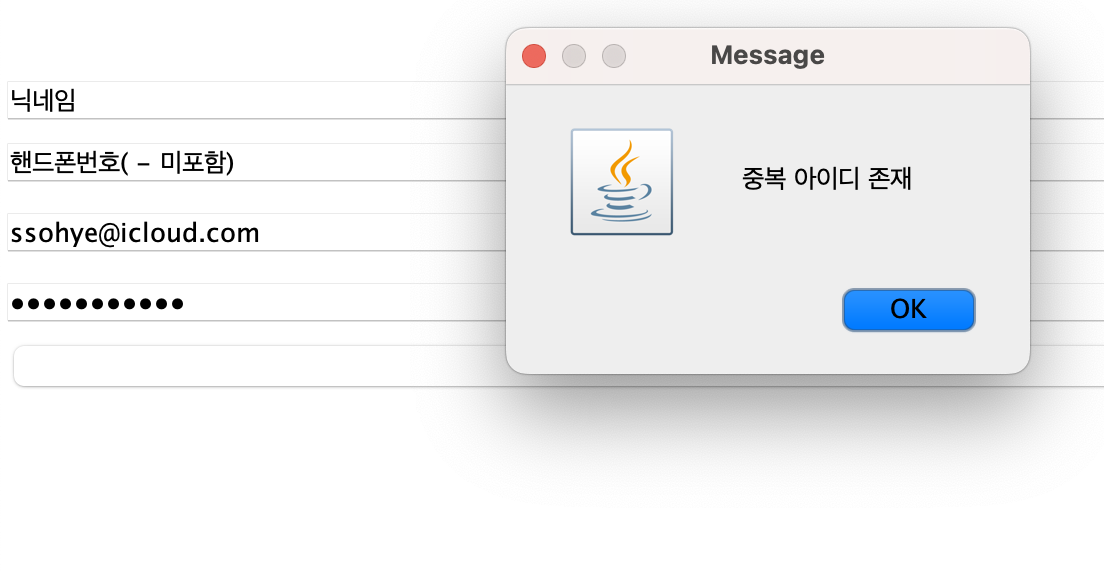 Message
닉네임
핸드폰번호( - 미포함)
중복 아이디 존재
ssohye@icloud.com
•••••••••••
OK